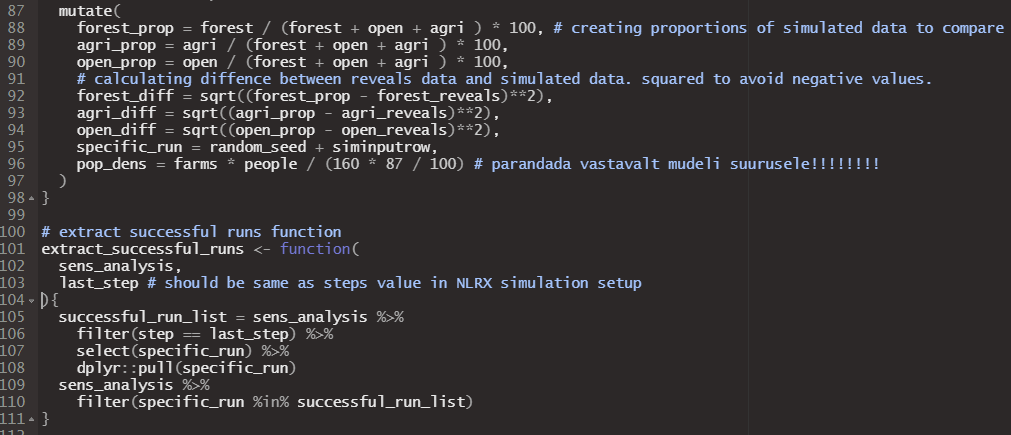 87 mutate(
88 forest_prop = forest / (forest + open + agri ) * 100, # creating proportions of simulated data to compare
89 agri_prop = agri / (forest + open + agri ) * 100,
90 open_prop = open / (forest + open + agri ) * 100,
91 # calculating diffence between reveals data and simulated data. squared to avoid negative values.
92 forest_diff = sqrt((forest_prop - forest_reveals)**2),
93 agri_diff = sqrt((agri_prop - agri_reveals)**2),
94 open_diff = sqrt((open_prop - open_reveals)**2),
95 specific_run = random_seed + siminputrow,
96 pop_dens = farms * people / (160 * 87 / 100) # parandada vastavalt mudeli suurusele!!!!!!!!
97 )
98 }
99
100 # extract successful runs function
101 extract_successful_runs <- function(
102 sens_analysis,
103 last_step # should be same as steps value in NLRX simulation setup
104 ){
105 successful_run_list = sens_analysis %>%
106 filter(step == last_step) %>%
107 select(specific_run) %>%
108 dplyr::pull(specific_run)
109 sens_analysis %>%
110 filter(specific_run %in% successful_run_list)
111 }